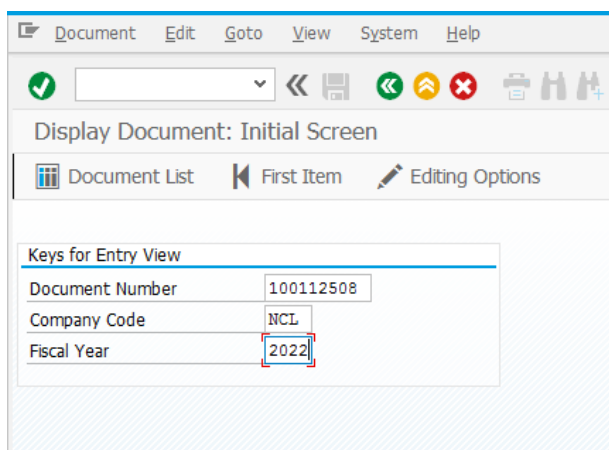 Document Edit Goto View System Help
Display Document: Initial Screen
Document List First Item Editing Options
Keys for Entry View
Document Number 100112508
Company Code NCL
Fiscal Year 2022